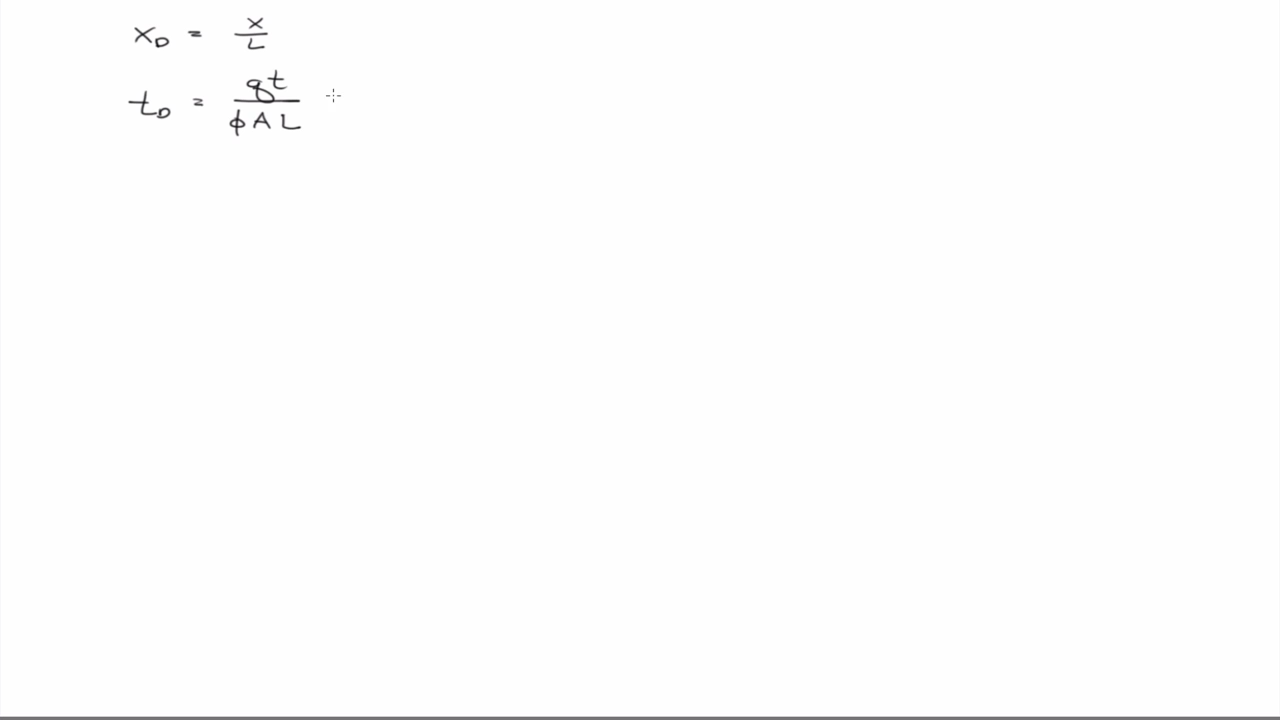 x_D = x/L
t_D = qt/ϕAL